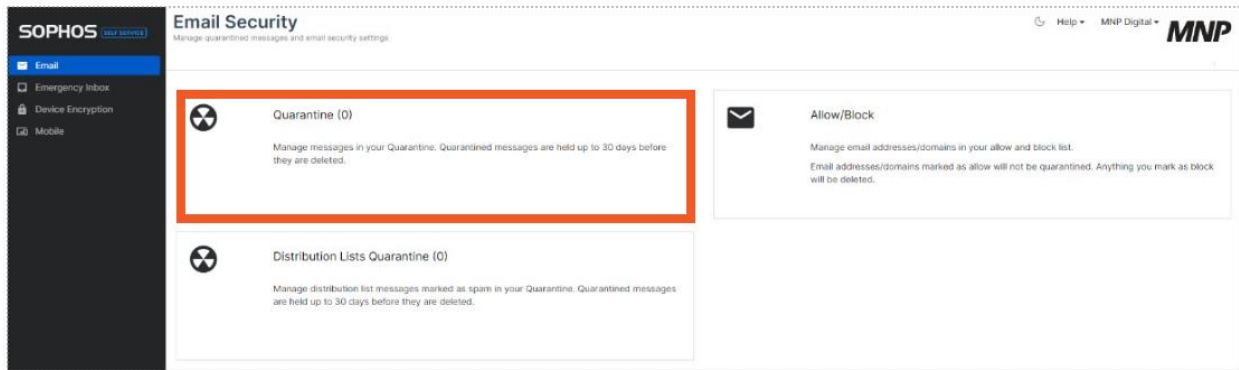 SOPHOS SELF SERVICE
Email
Emergency Inbox
Device Encryption
Mobile
Email Security
Manage quarantined messages and email security settings
Help
MNP Digital
MNP
Quarantine (0)
Manage messages in your Quarantine. Quarantined messages are held up to 30 days before
they are deleted.
Allow/Block
Manage email addresses/domains in your allow and block list.
Email addresses/domains marked as allow will not be quarantined. Anything you mark as block
will be deleted.
Distribution Lists Quarantine (0)
Manage distribution list messages marked as spam in your Quarantine. Quarantined messages
are held up to 30 days before they are deleted.